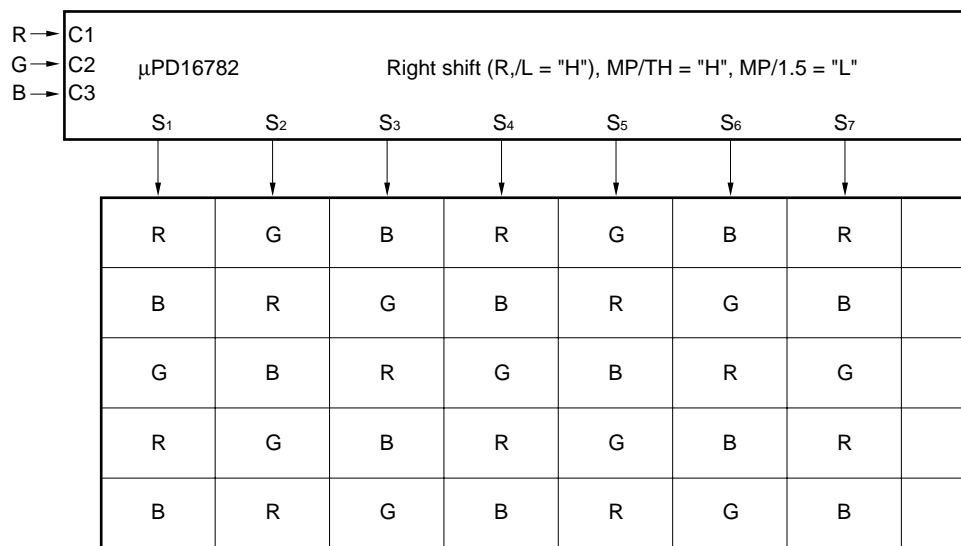 R C1
G C2 μPD16782 Right shift (R,/L = "H"), MP/TH = "H", MP/1.5 = "L"
B C3
S1 S2 S3 S4 S5 S6 S7
R G B R G B R
B R G B R G B
G B R G B R G
R G B R G B R
B R G B R G B